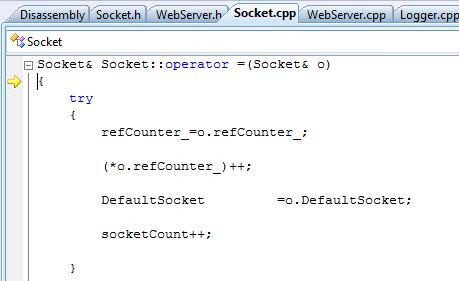 Disassembly Socket.h WebServer.h Socket.cpp WebServer.cpp Logger.cpp
Socket
Socket& Socket::operator =(Socket& o)
{
try
{
refCounter_=o.refCounter_;
(*o.refCounter_)++;
DefaultSocket =o.DefaultSocket;
socketCount++;
}